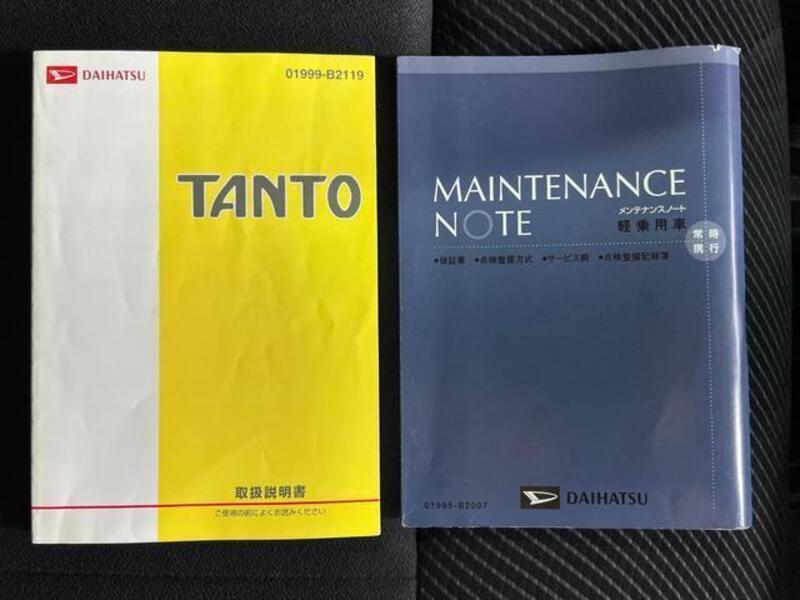 DAIHATSU
01999-B2119
TANTO
取扱説明書
ご使用の前によくお読みください
MAINTENANCE
NOTE
メンテナンスノート
軽乗用車
常時
携行
•保証書 •点検整備方式 •サービス網 •点検整備記録簿
01999-B2007
DAIHATSU